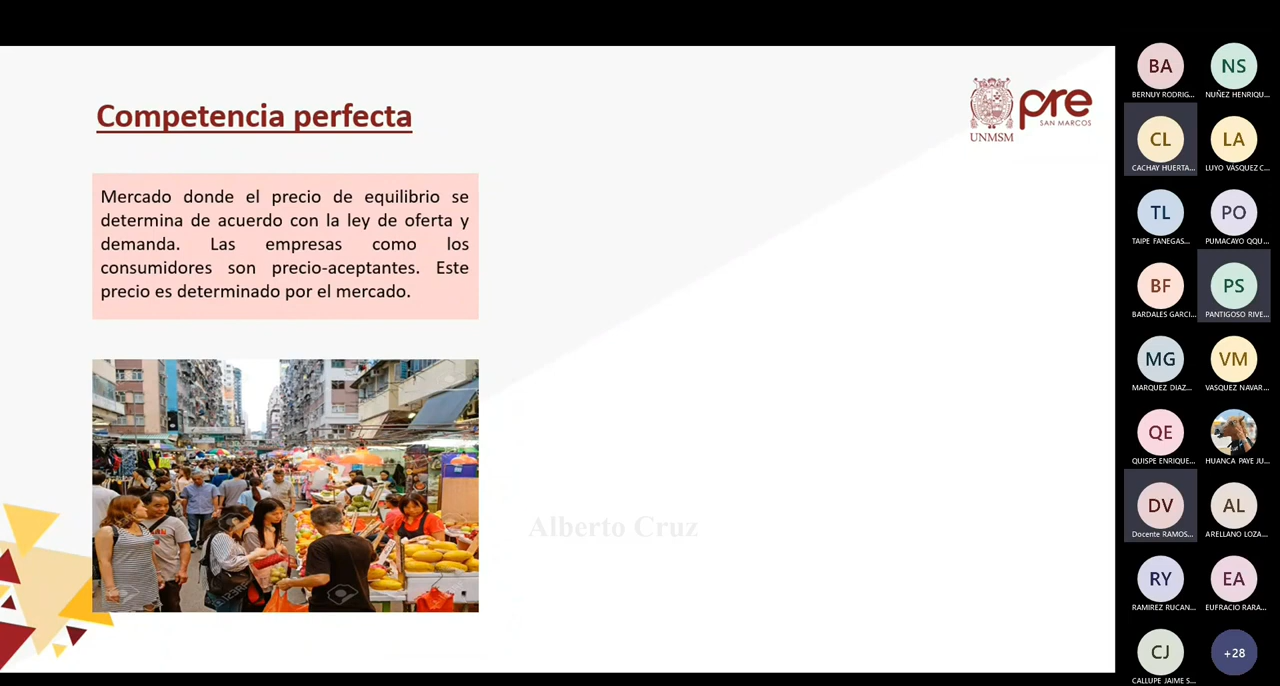 Competencia perfecta
UNMSM
pre
SAN MARCOS
Mercado donde el precio de equilibrio se
determina de acuerdo con la ley de oferta y
demanda. Las empresas como los
consumidores son precio-aceptantes. Este
precio es determinado por el mercado.
Alberto Cruz
BA
BERNUY RODRIG...
NS
NUÑEZ HENRIQU...
CL
CACHAY HUERTA...
LA
LUYO VASQUEZ C...
TL
TAIPE FANEGAS...
PO
PUMACAYO QQU...
BF
BARDALES GARCI...
PS
PANTIGOSO RIVE...
MG
MARQUEZ DIAZ...
VM
VASQUEZ NAVAR...
QE
QUISPE ENRIQUE...
HUANCA PAYE JU...
DV
Docente RAMOS...
AL
ARELLANO LOZA...
RY
RAMIREZ RUCAN...
EA
EUFRACIO RARA...
CJ
CALLUPE JAIME S...
+28